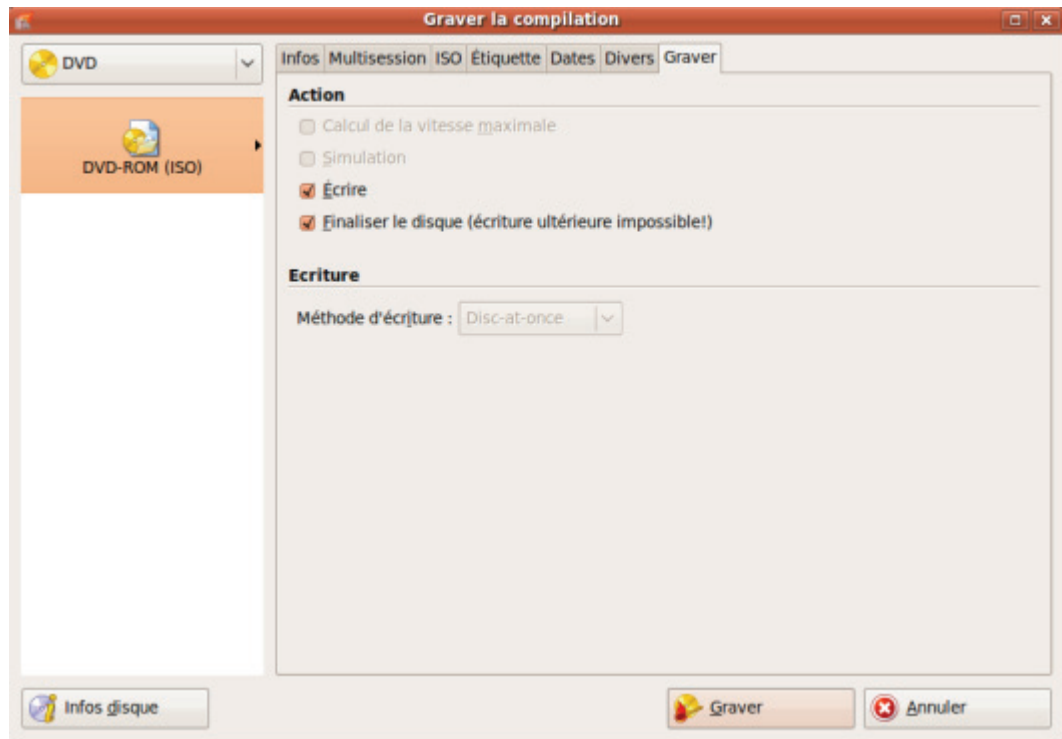 Graver la compilation
DVD
Infos Multisession ISO Étiquette Dates Divers Graver
DVD-ROM (ISO)
Action
Calcul de la vitesse maximale
Simulation
Écrire
Finaliser le disque (écriture ultérieure impossible!)
Ecriture
Méthode d'écriture : Disc-at-once
Infos disque
Graver
Annuler